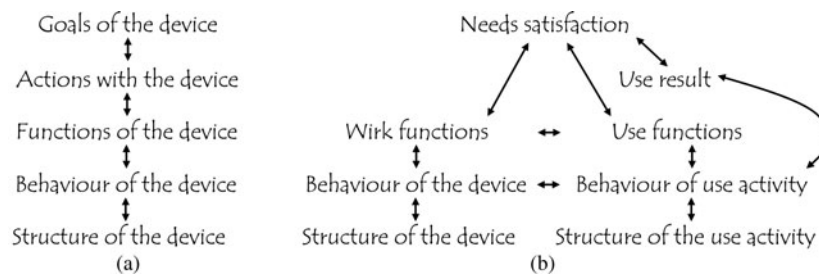 Goals of the device
Actions with the device
Functions of the device
Behaviour of the device
Structure of the device
(a)
Needs satisfaction
Use result
Wirk functions
Use functions
Behaviour of the device
Behaviour of use activity
Structure of the device
Structure of the use activity
(b)